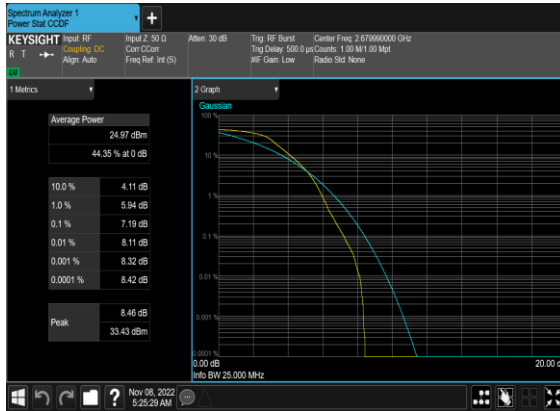 Spectrum Analyzer 1
Power Stat CCDF
+
KEYSIGHT
R T
LXI
Input: RF
Coupling: DC
Align: Auto
Input Z: 50 Ω
Corr CCorr
Freq Ref: Int (S)
Atten: 30 dB
Trig: RF Burst
Trig Delay: 500.0 µs
#IF Gain: Low
Center Freq: 2.679990000 GHz
Counts: 1.00 M/1.00 Mpt
Radio Std: None
1 Metrics
Average Power
24.97 dBm
44.35 % at 0 dB
10.0 % 4.11 dB
1.0 % 5.94 dB
0.1 % 7.19 dB
0.01 % 8.11 dB
0.001 % 8.32 dB
0.0001 % 8.42 dB
Peak
8.46 dB
33.43 dBm
2 Graph
Gaussian
100 %
10 %
1 %
0.1 %
0.01 %
0.001 %
0.0001 %
0.00 dB
20.00 d
Info BW 25.000 MHz
?
Nov 08, 2022
5:25:29 AM